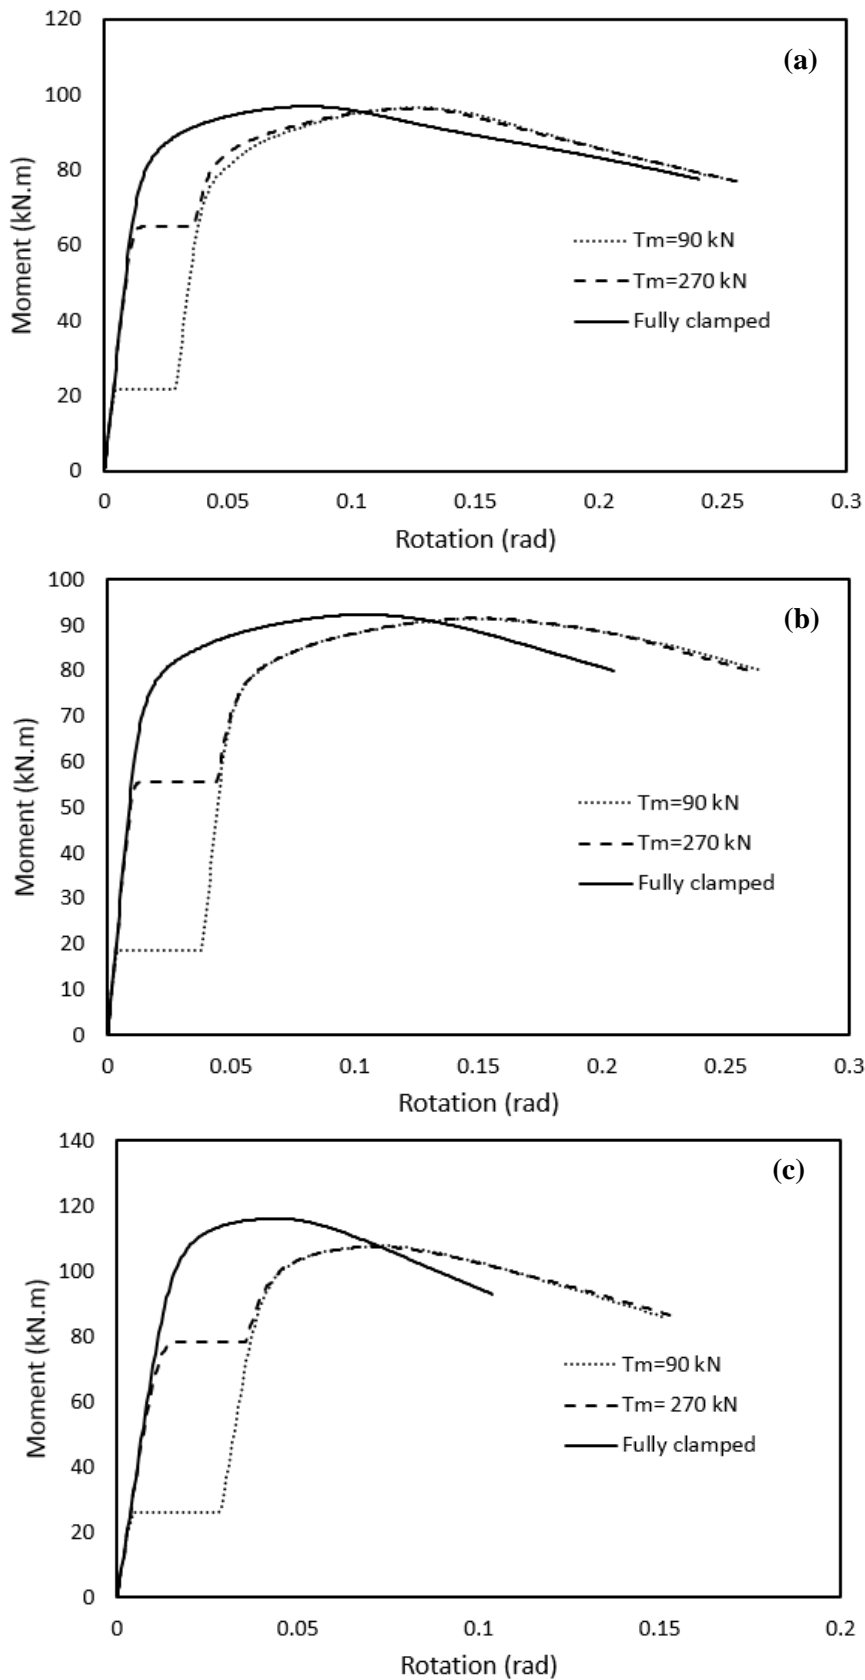 120
(a)
100
80
60
40
20
0
Moment (kN.m)
Tm=90 kN
Tm=270 kN
Fully clamped
0 0.05 0.1 0.15 0.2 0.25 0.3
Rotation (rad)
100
90
(b)
80
70
60
50
40
30
20
10
0
Moment (kN.m)
Tm=90 kN
Tm=270 kN
Fully clamped
0 0.05 0.1 0.15 0.2 0.25 0.3
Rotation (rad)
140
(c)
120
100
80
60
40
20
0
Moment (kN.m)
Tm=90 kN
Tm= 270 kN
Fully clamped
0 0.05 0.1 0.15 0.2
Rotation (rad)